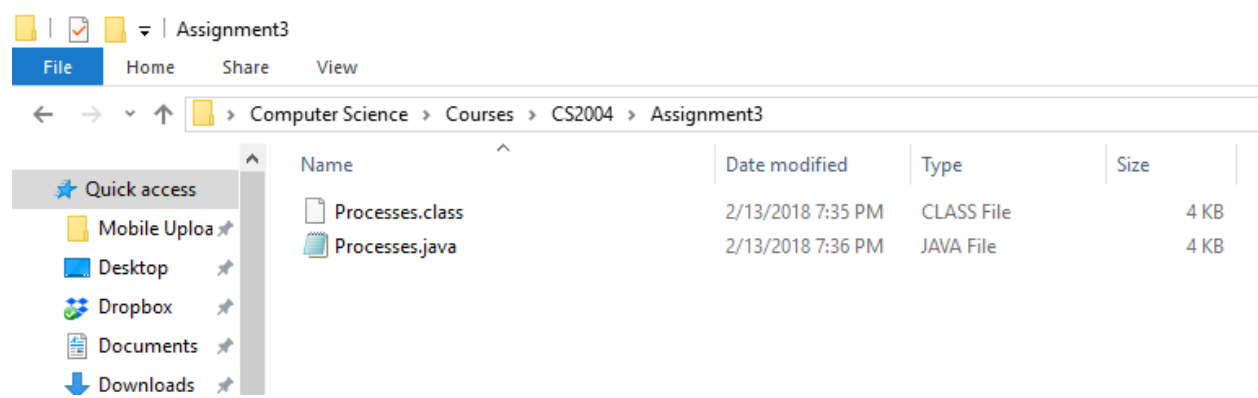 Assignment3
File Home Share View
Computer Science > Courses > CS2004 > Assignment3
Name Date modified Type Size
Quick access
Processes.class 2/13/2018 7:35 PM CLASS File 4 KB
Mobile Uploa
Processes.java 2/13/2018 7:36 PM JAVA File 4 KB
Desktop
Dropbox
Documents
Downloads